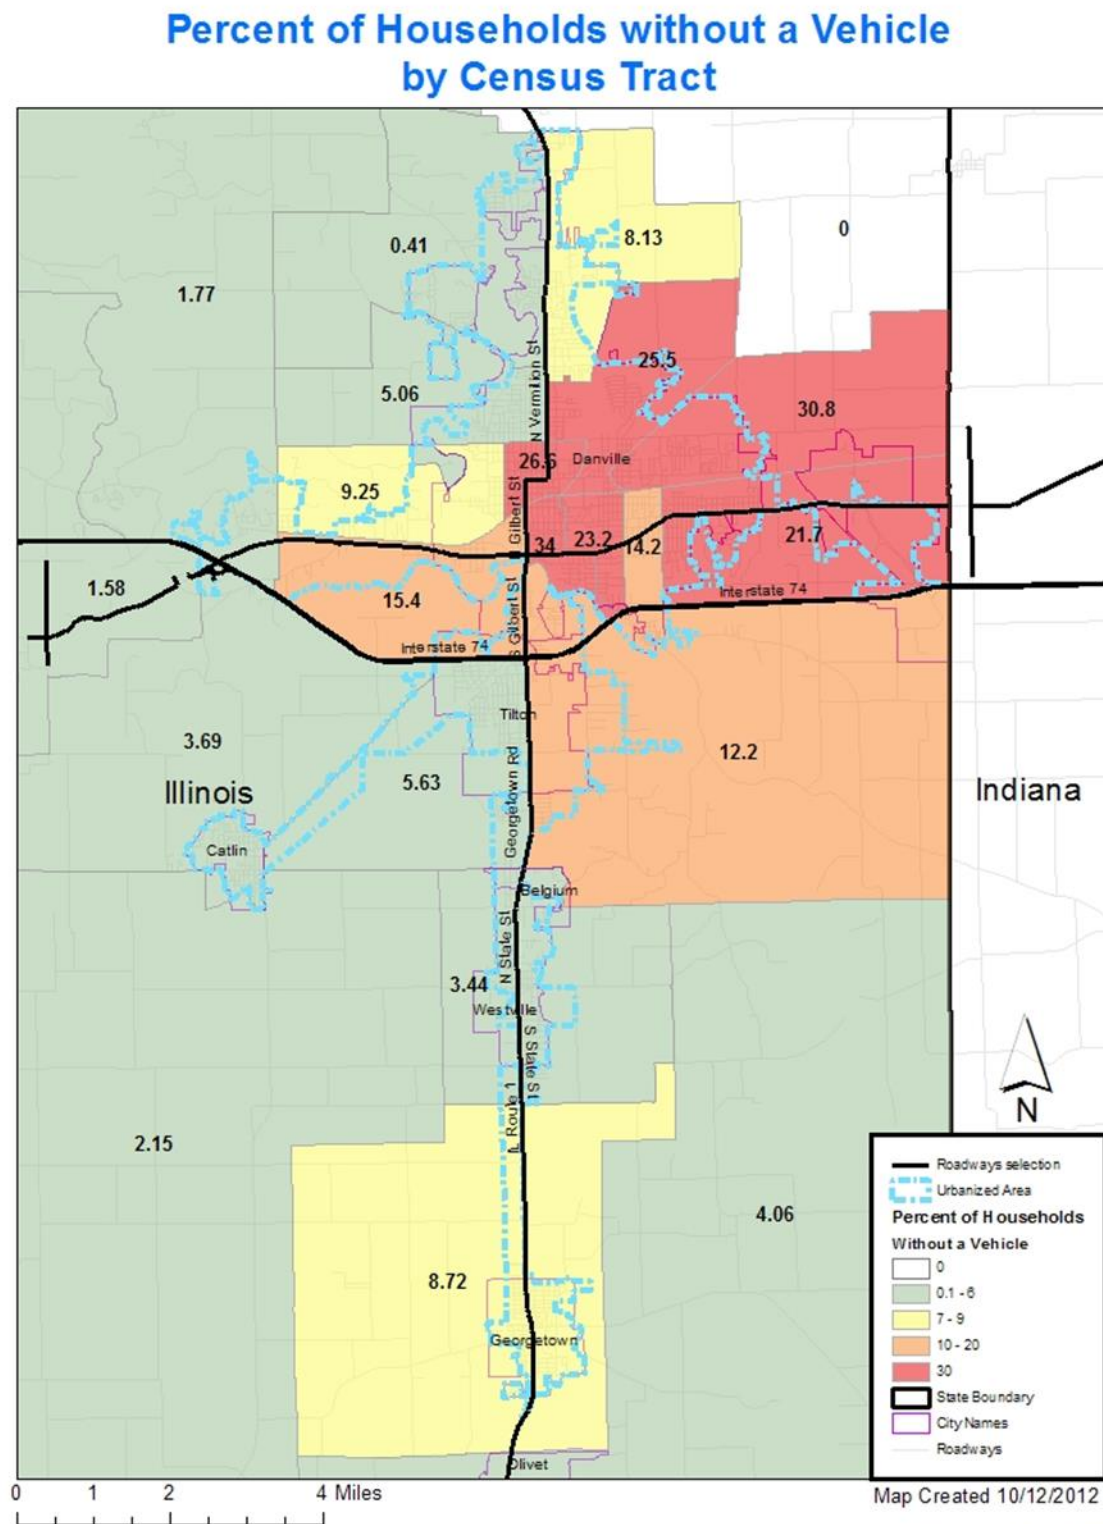 Percent of Households without a Vehicle
by Census Tract
0.41
8.13
0
1.77
N Vermilion St
25.5
5.06
30.8
26.6
Danville
9.25
N Gilbert St
34
23.2
14.2
21.7
1.58
15.4
Interstate 74
S Gilbert St
Interstate 74
Tilton
3.69
12.2
5.63
Georgetown Rd
Illinois
Indiana
Catlin
Belgium
N State St
3.44
Westville
S State St
N
IL Route 1
2.15
4.06
8.72
Georgetown
Olivet
Roadways selection
Urbanized Area
Percent of Households
Without a Vehicle
0
0.1 - 6
7 - 9
10 - 20
30
State Boundary
City Names
Roadways
0 1 2 4 Miles
Map Created 10/12/2012